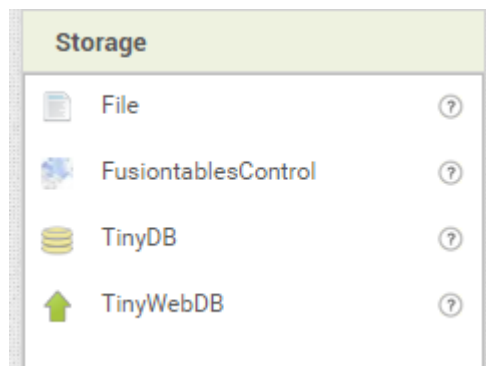 Storage
File
?
FusiontablesControl
?
TinyDB
?
TinyWebDB
?